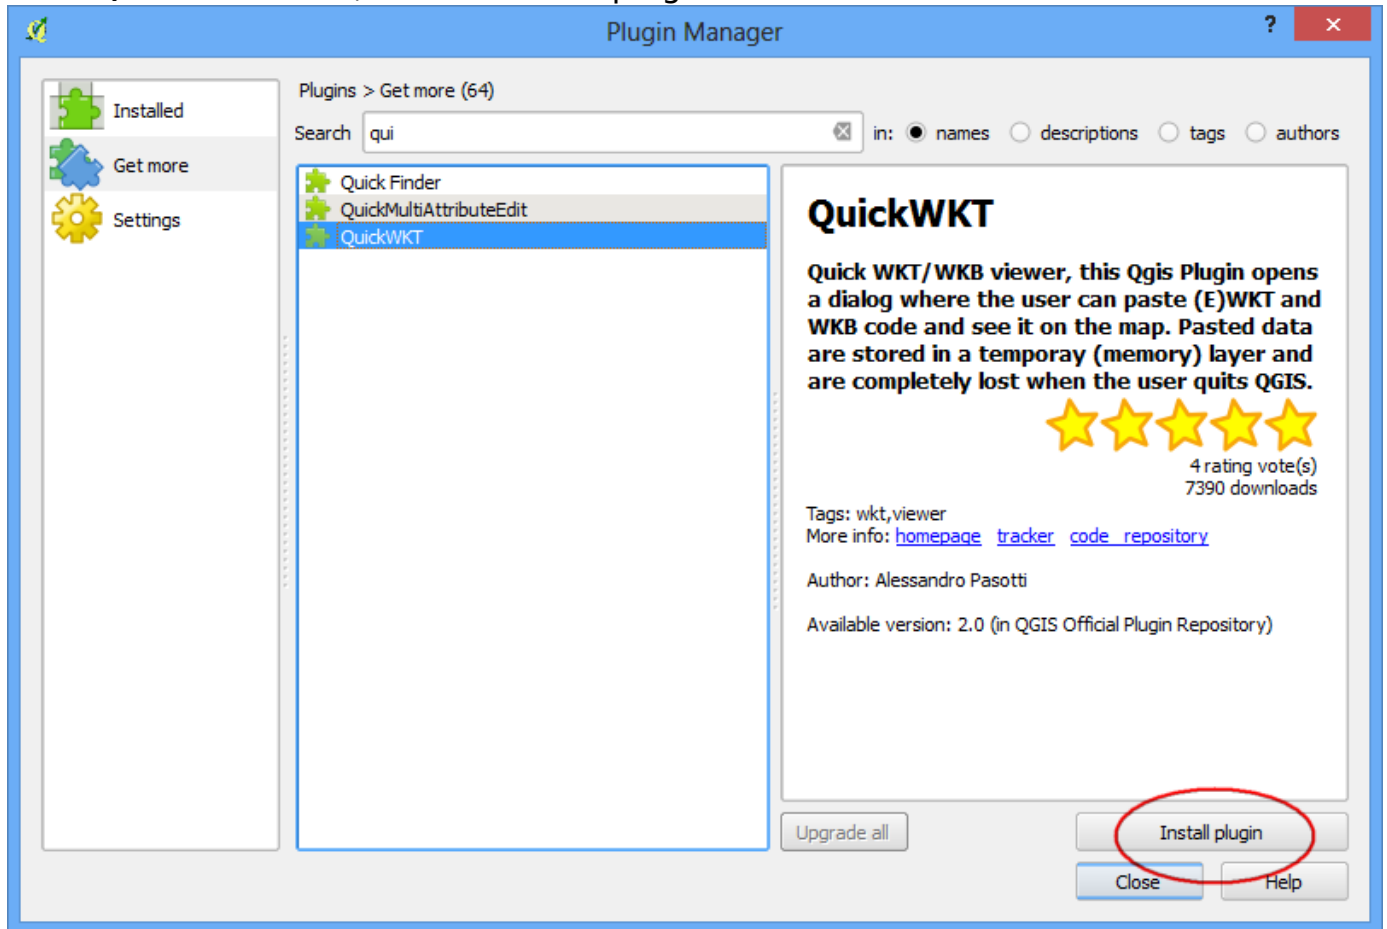 Plugin Manager
?
Installed
Get more
Settings
Plugins > Get more (64)
Search qui in: names descriptions tags authors
Quick Finder
QuickMultiAttributeEdit
QuickWKT
QuickWKT
Quick WKT/WKB viewer, this Qgis Plugin opens
a dialog where the user can paste (E)WKT and
WKB code and see it on the map. Pasted data
are stored in a temporay (memory) layer and
are completely lost when the user quits QGIS.
4 rating vote(s)
7390 downloads
Tags: wkt,viewer
More info: homepage tracker code repository
Author: Alessandro Pasotti
Available version: 2.0 (in QGIS Official Plugin Repository)
Upgrade all
Install plugin
Close
Help